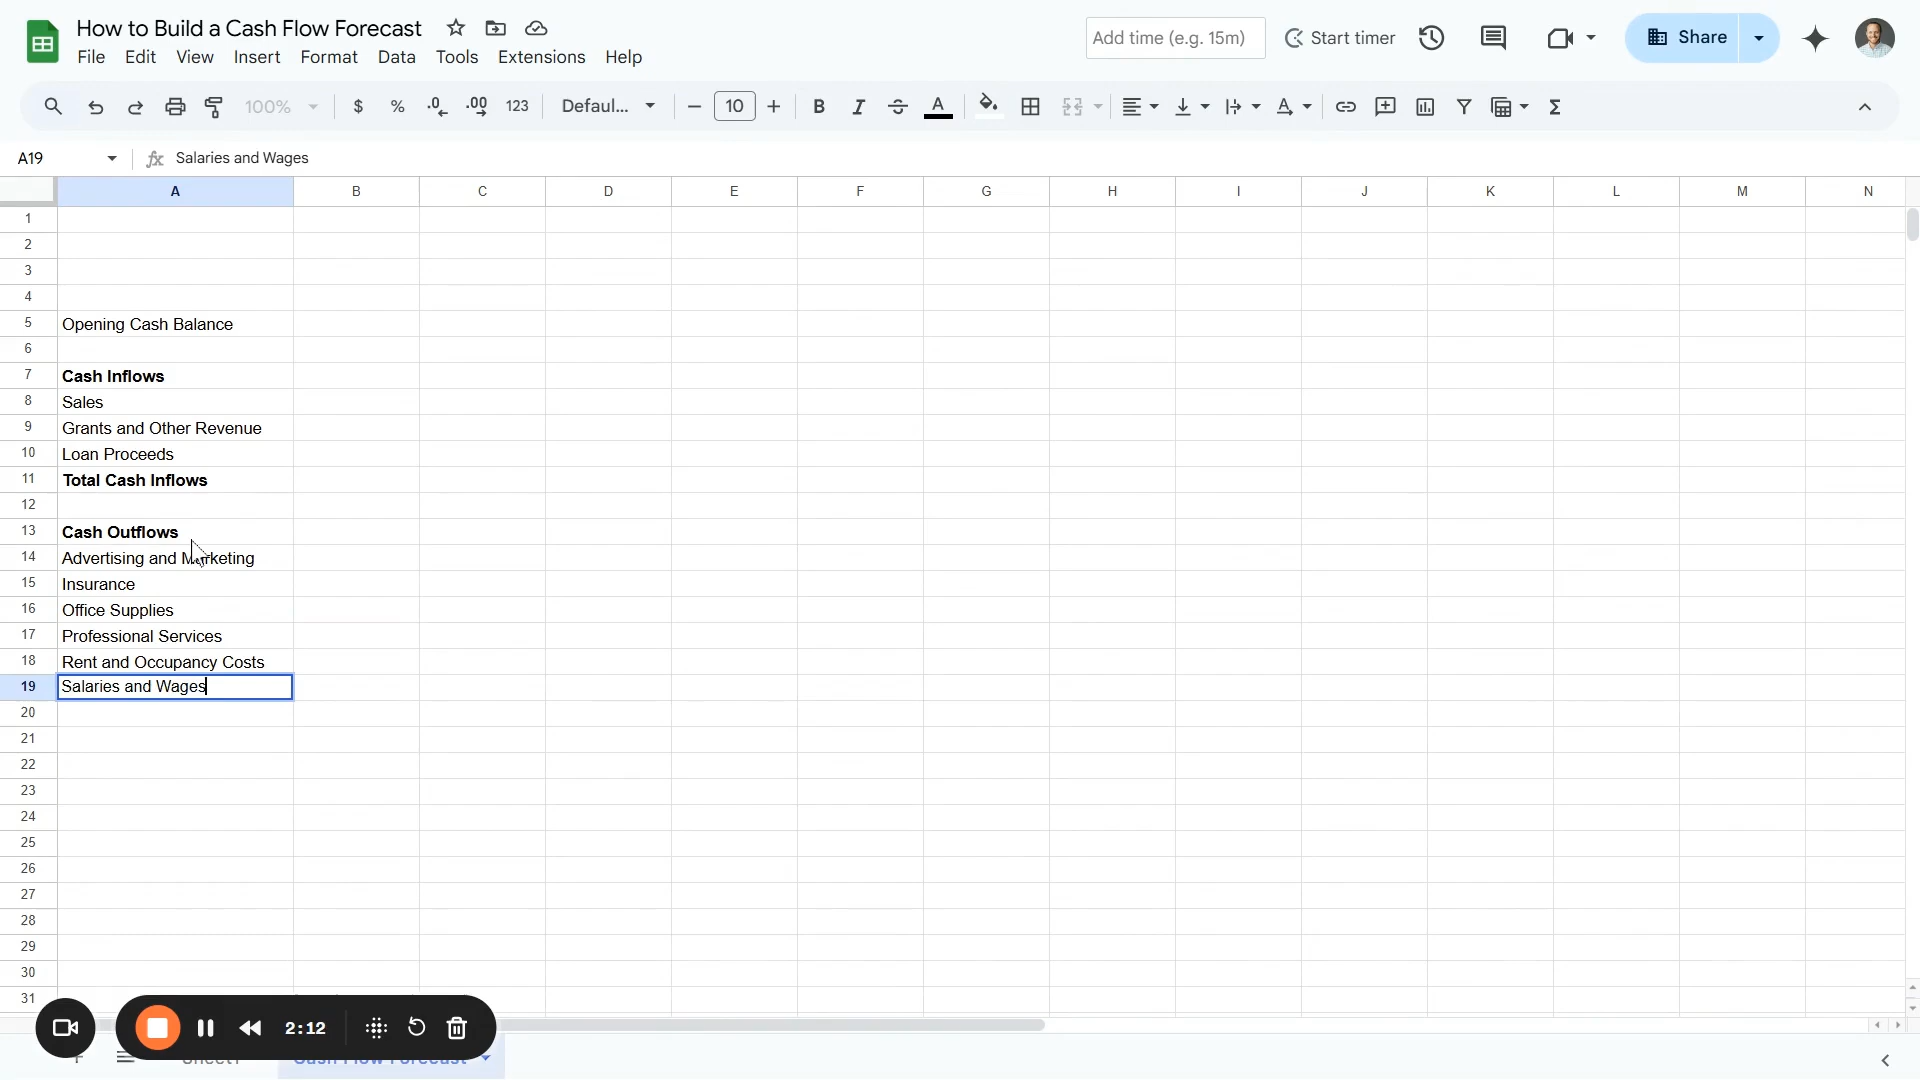 How to Build a Cash Flow Forecast
File Edit View Insert Format Data Tools Extensions Help
Add time (e.g. 15m) Start timer Share
100% $ % .0 .00 123 Defaul... 10 B I A
A19 fx Salaries and Wages
A B C D E F G H I J K L M N
1
2
3
4
5 Opening Cash Balance
6
7 Cash Inflows
8 Sales
9 Grants and Other Revenue
10 Loan Proceeds
11 Total Cash Inflows
12
13 Cash Outflows
14 Advertising and Marketing
15 Insurance
16 Office Supplies
17 Professional Services
18 Rent and Occupancy Costs
19 Salaries and Wages
20
21
22
23
24
25
26
27
28
29
30
31
2:12
Sheet1 Cash Flow Forecast